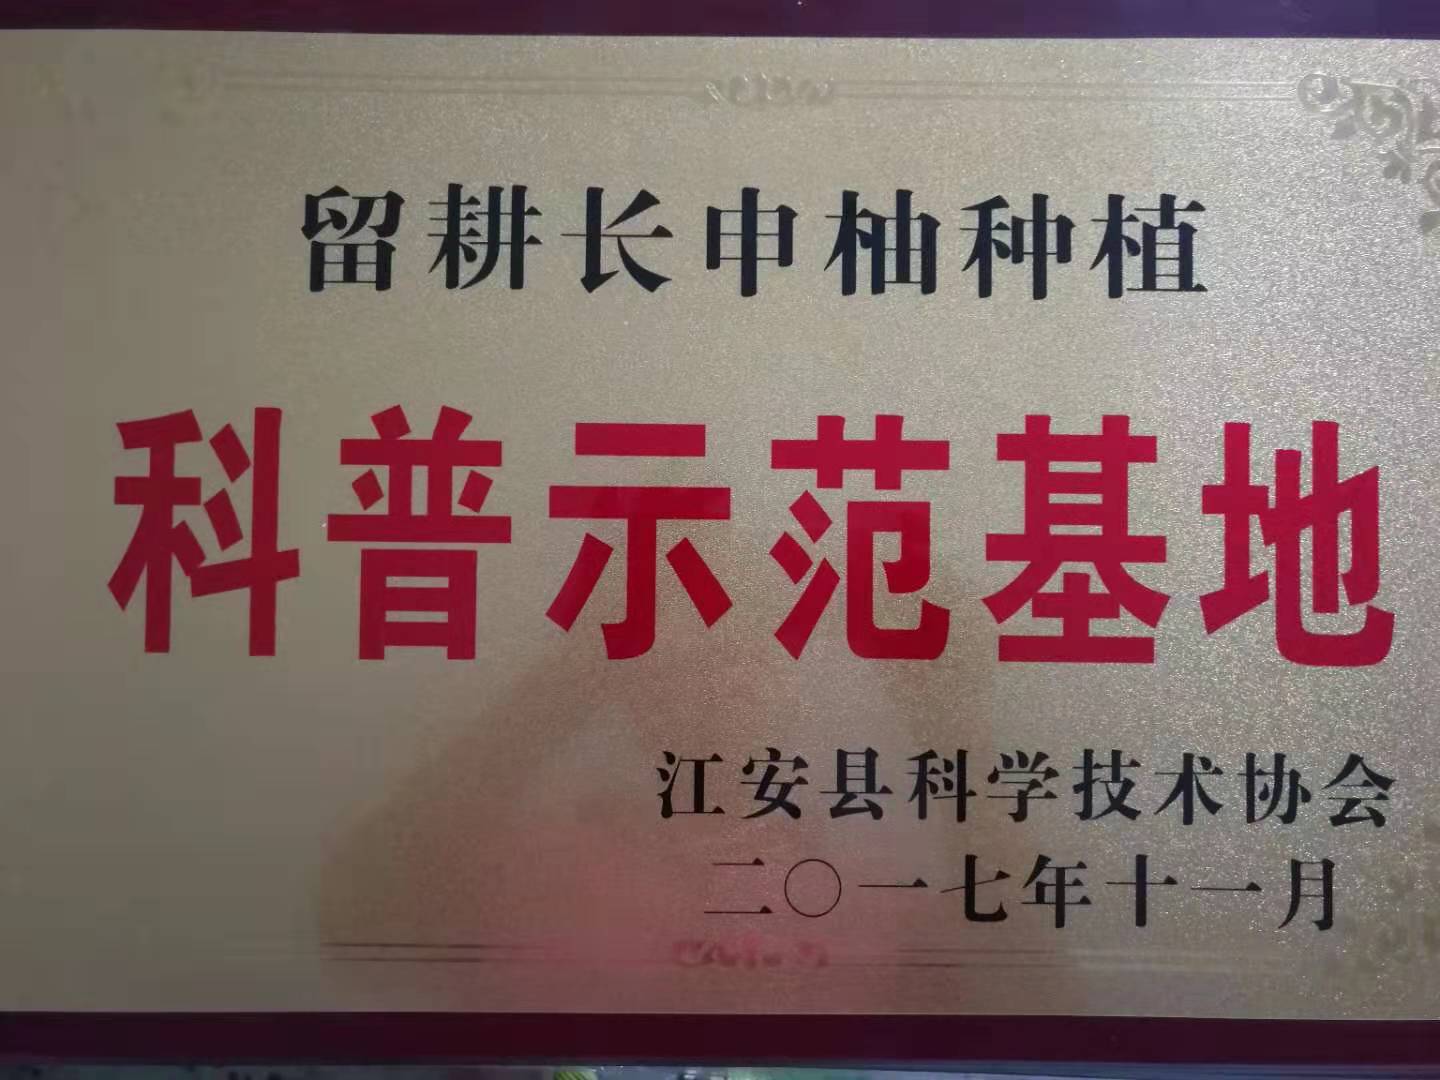 留耕长申柚种植
科普示范基地
江安县科学技术协会
二〇一七年十一月